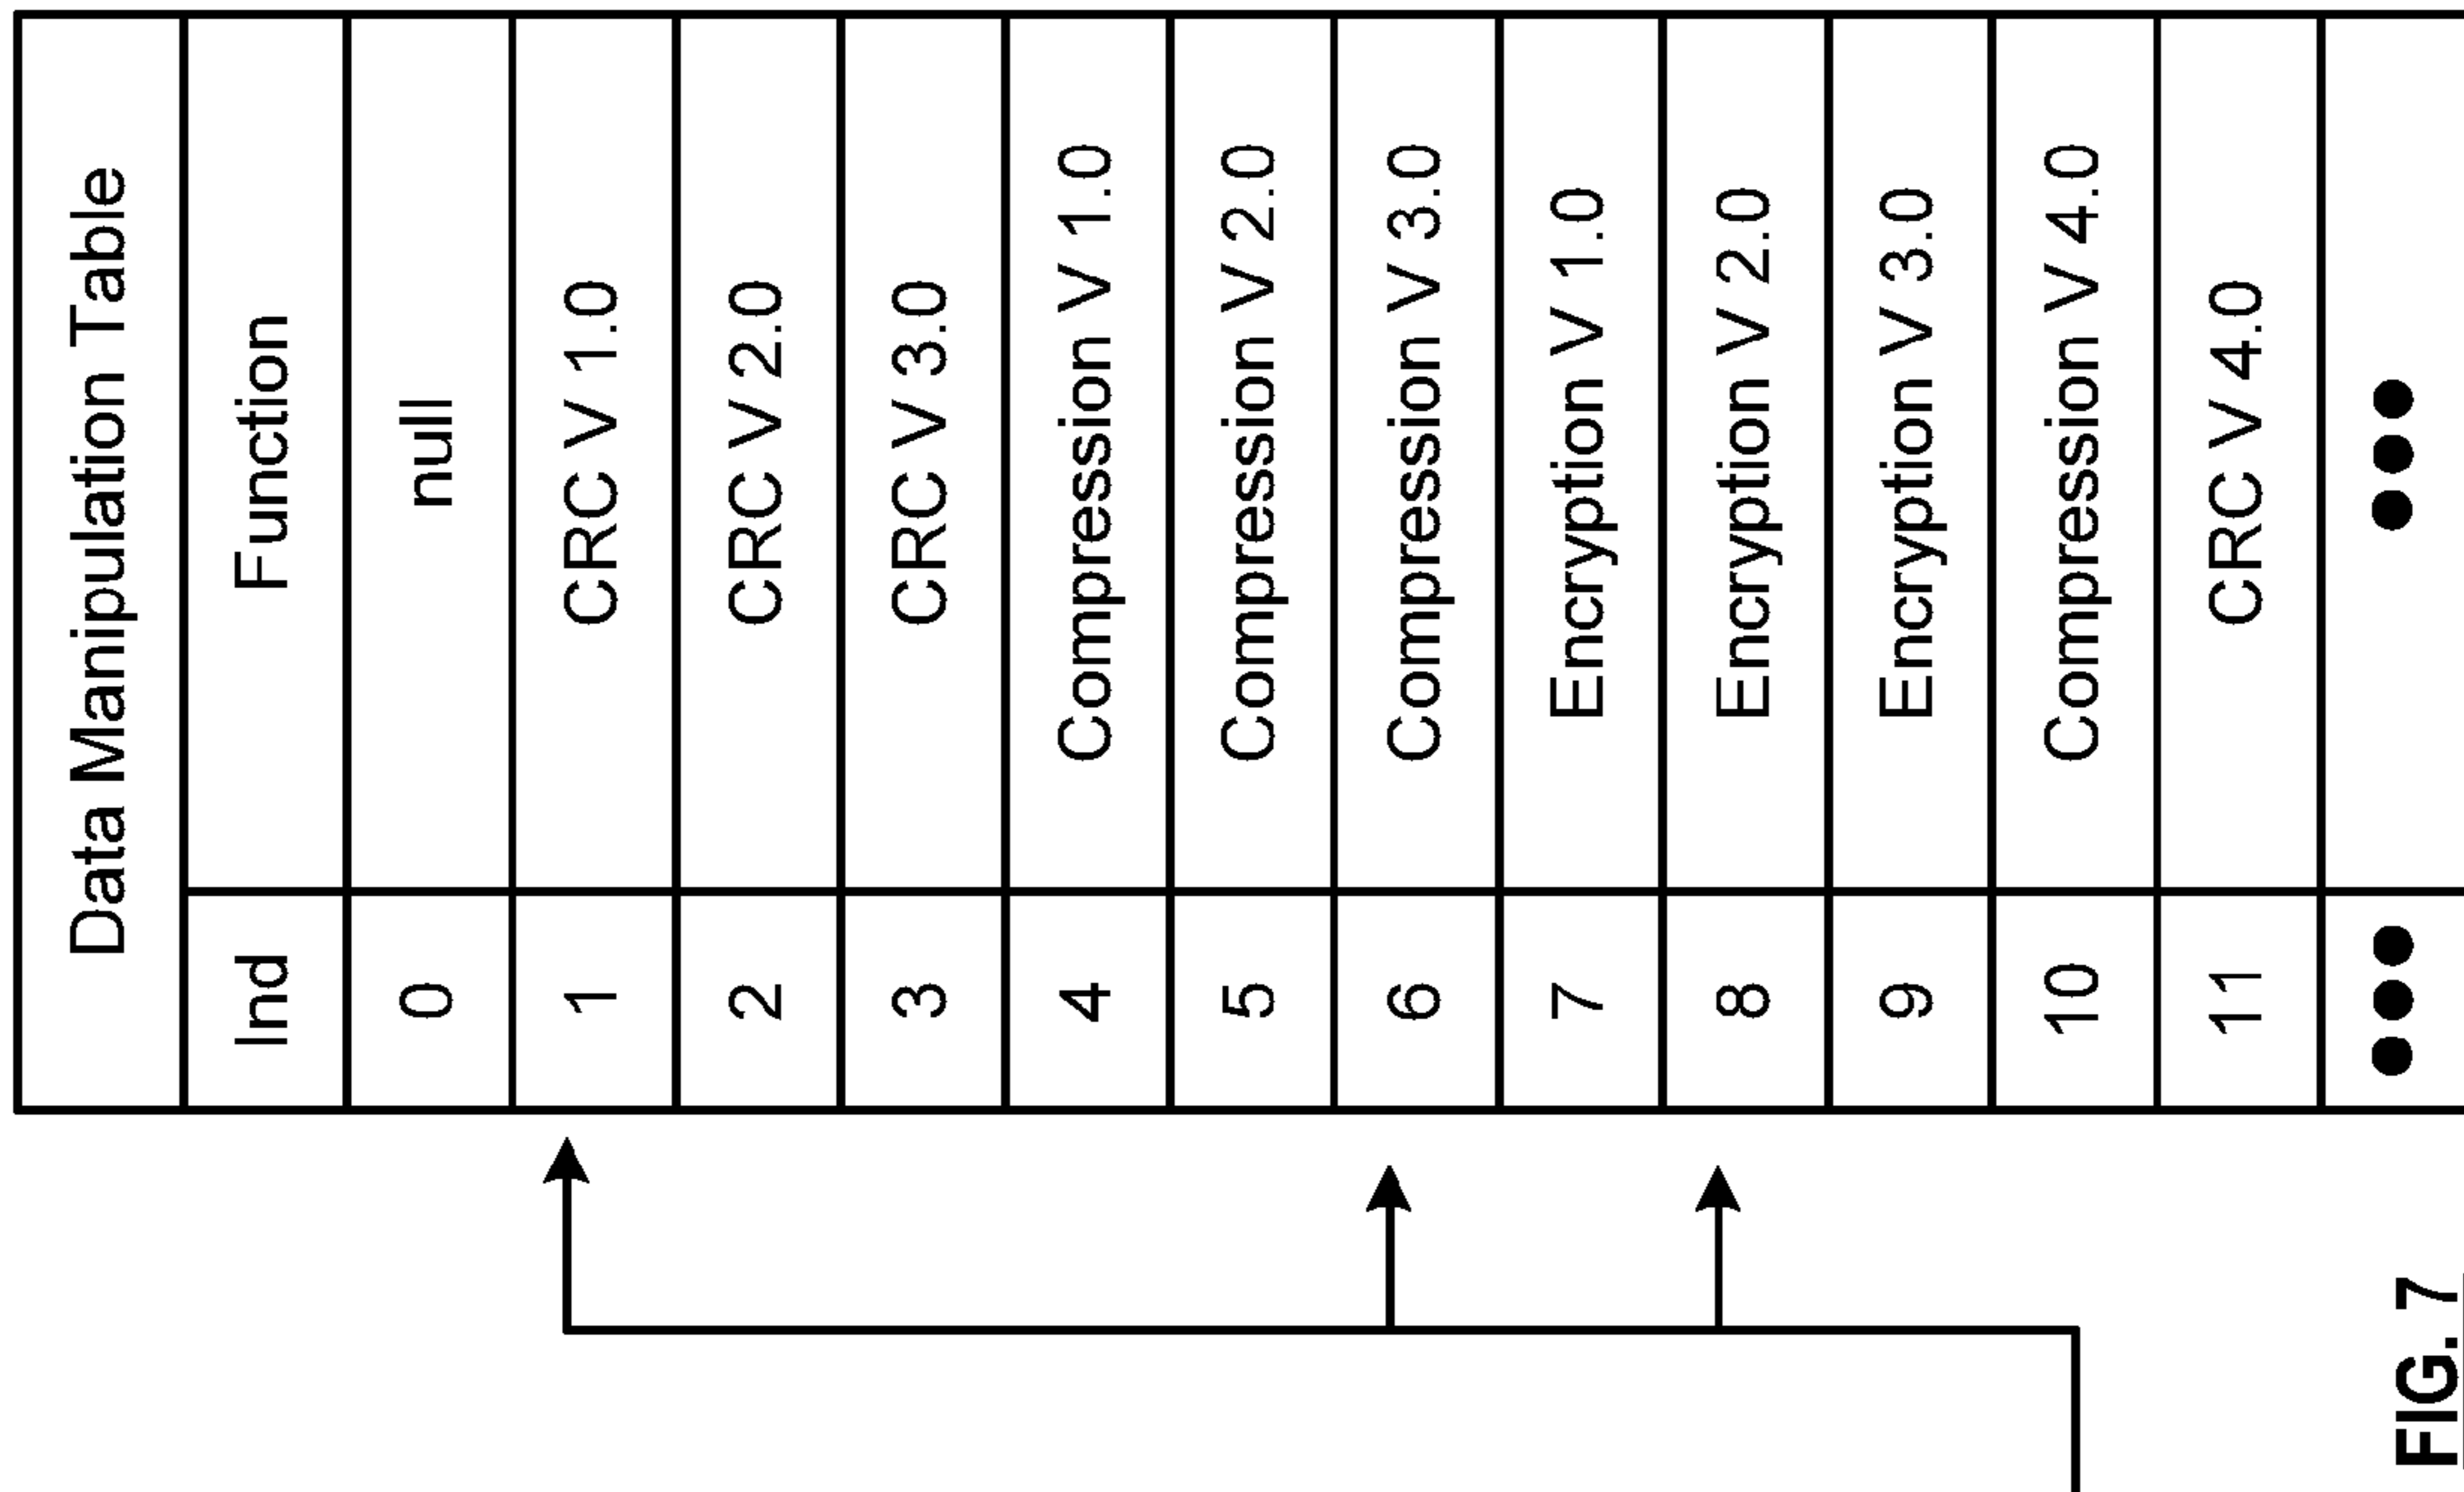 Data Manipulation Table
Ind Function
0 null
1 CRC V 1.0
2 CRC V 2.0
3 CRC V 3.0
4 Compression V 1.0
5 Compression V 2.0
6 Compression V 3.0
7 Encryption V 1.0
8 Encryption V 2.0
9 Encryption V 3.0
10 Compression V 4.0
11 CRC V 4.0
FIG. 7